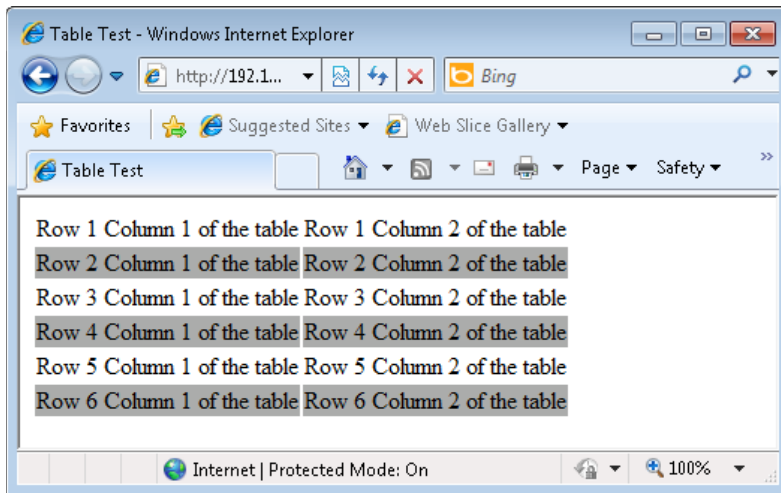 Table Test - Windows Internet Explorer
http://192.1... Bing
Favorites Suggested Sites Web Slice Gallery
Table Test Page Safety »
Row 1 Column 1 of the table Row 1 Column 2 of the table
Row 2 Column 1 of the table Row 2 Column 2 of the table
Row 3 Column 1 of the table Row 3 Column 2 of the table
Row 4 Column 1 of the table Row 4 Column 2 of the table
Row 5 Column 1 of the table Row 5 Column 2 of the table
Row 6 Column 1 of the table Row 6 Column 2 of the table
Internet | Protected Mode: On 100%